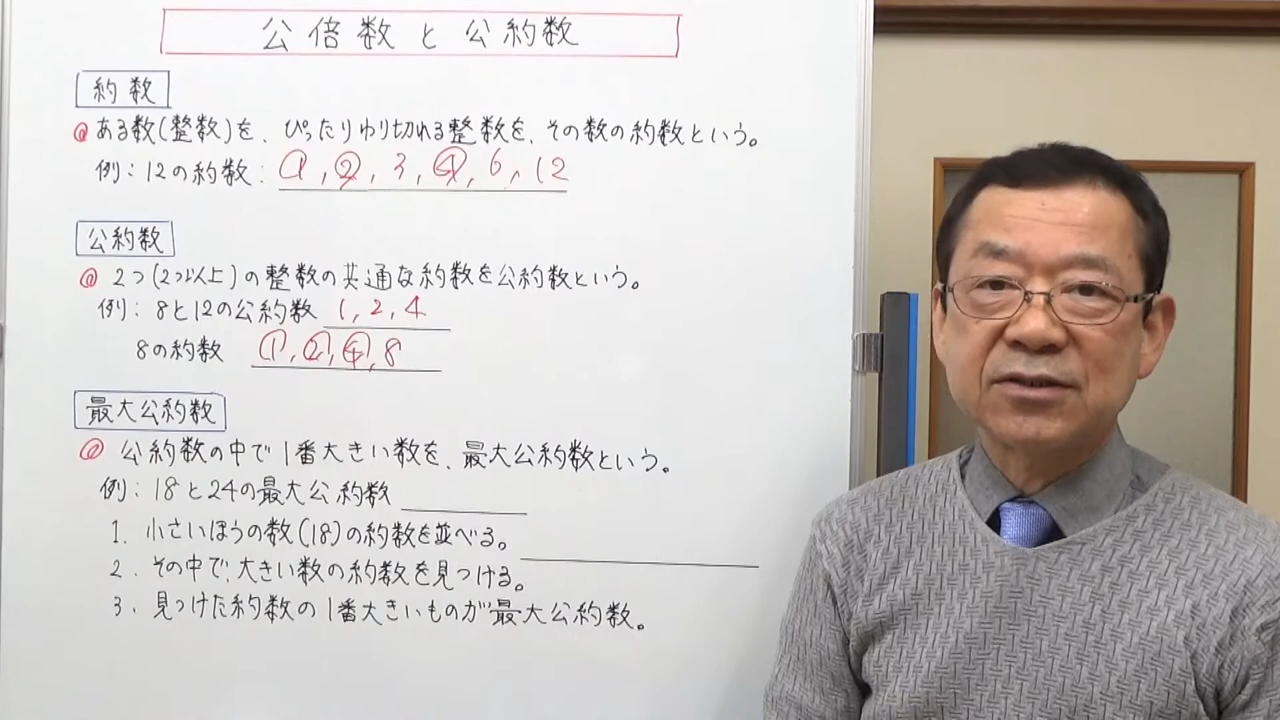 公倍数と公約数
約数
◎ある数(整数)を、ぴったりわり切れる整数を、その数の約数という。
例：12の約数：①,②,3,④,6,12
公約数
◎2つ(2つ以上)の整数の共通な約数を公約数という。
例：8と12の公約数 1,2,4
8の約数 ①,②,④,8
最大公約数
◎公約数の中で1番大きい数を、最大公約数という。
例：18と24の最大公約数
1. 小さいほうの数(18)の約数を並べる。
2. その中で、大きい数の約数を見つける。
3. 見つけた約数の1番大きいものが最大公約数。